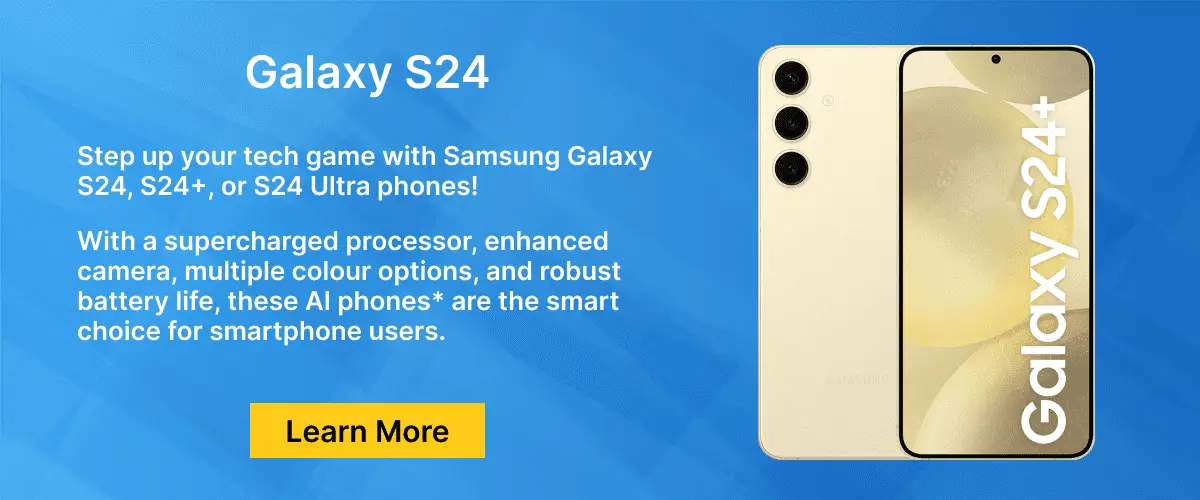 Galaxy S24
Step up your tech game with Samsung Galaxy
S24, S24+, or S24 Ultra phones!
With a supercharged processor, enhanced
camera, multiple colour options, and robust
battery life, these AI phones* are the smart
choice for smartphone users.
Learn More
SAMSUNG
Galaxy S24+